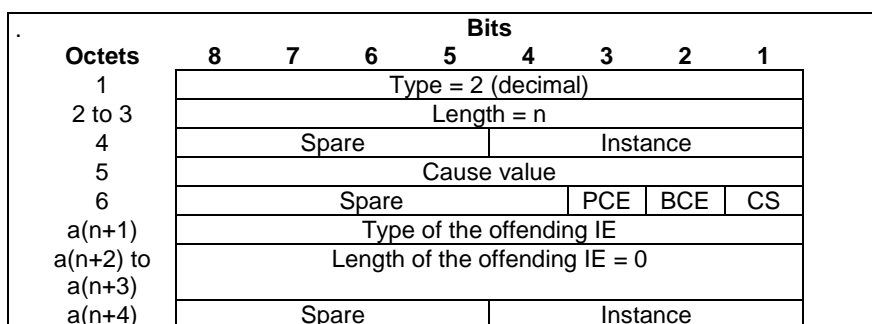 .
Bits
Octets 8 7 6 5 4 3 2 1
1 Type = 2 (decimal)
2 to 3 Length = n
4 Spare Instance
5 Cause value
6 Spare PCE BCE CS
a(n+1) Type of the offending IE
a(n+2) to Length of the offending IE = 0
a(n+3)
a(n+4) Spare Instance